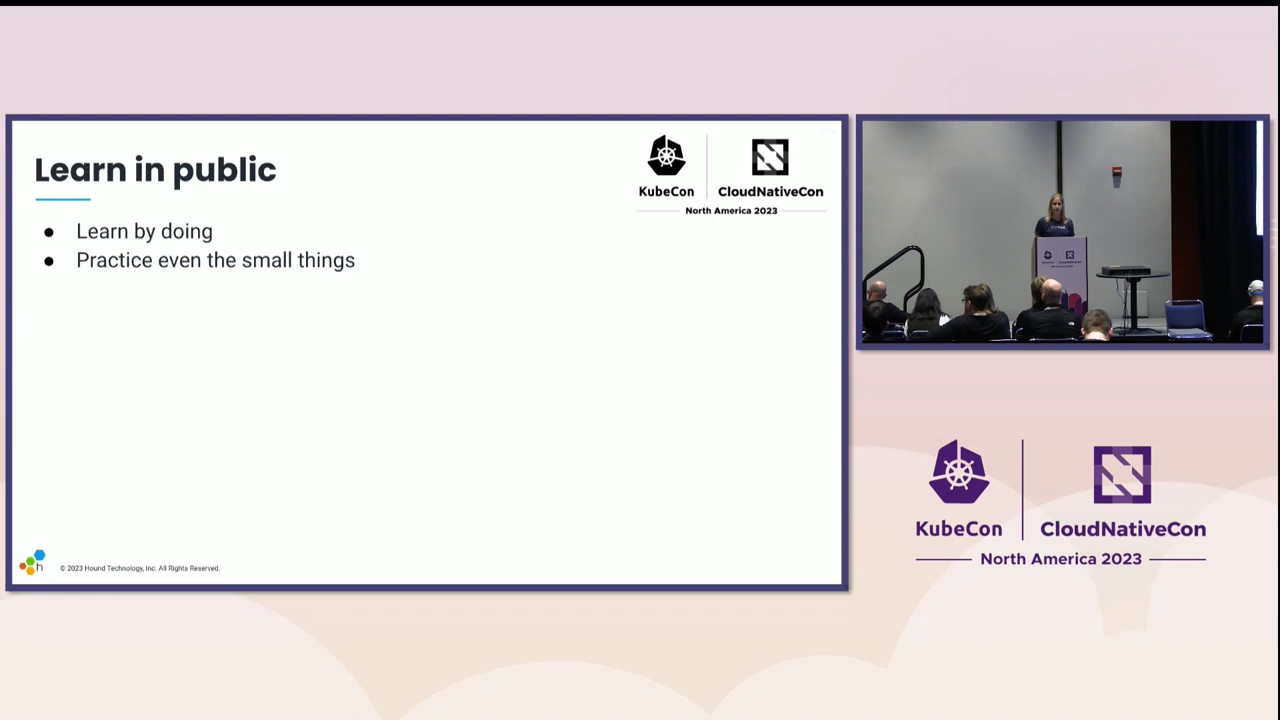 Learn in public
● Learn by doing
● Practice even the small things
KubeCon
CloudNativeCon
North America 2023
h
© 2023 Hound Technology, Inc. All Rights Reserved.
KubeCon
CloudNativeCon
North America 2023